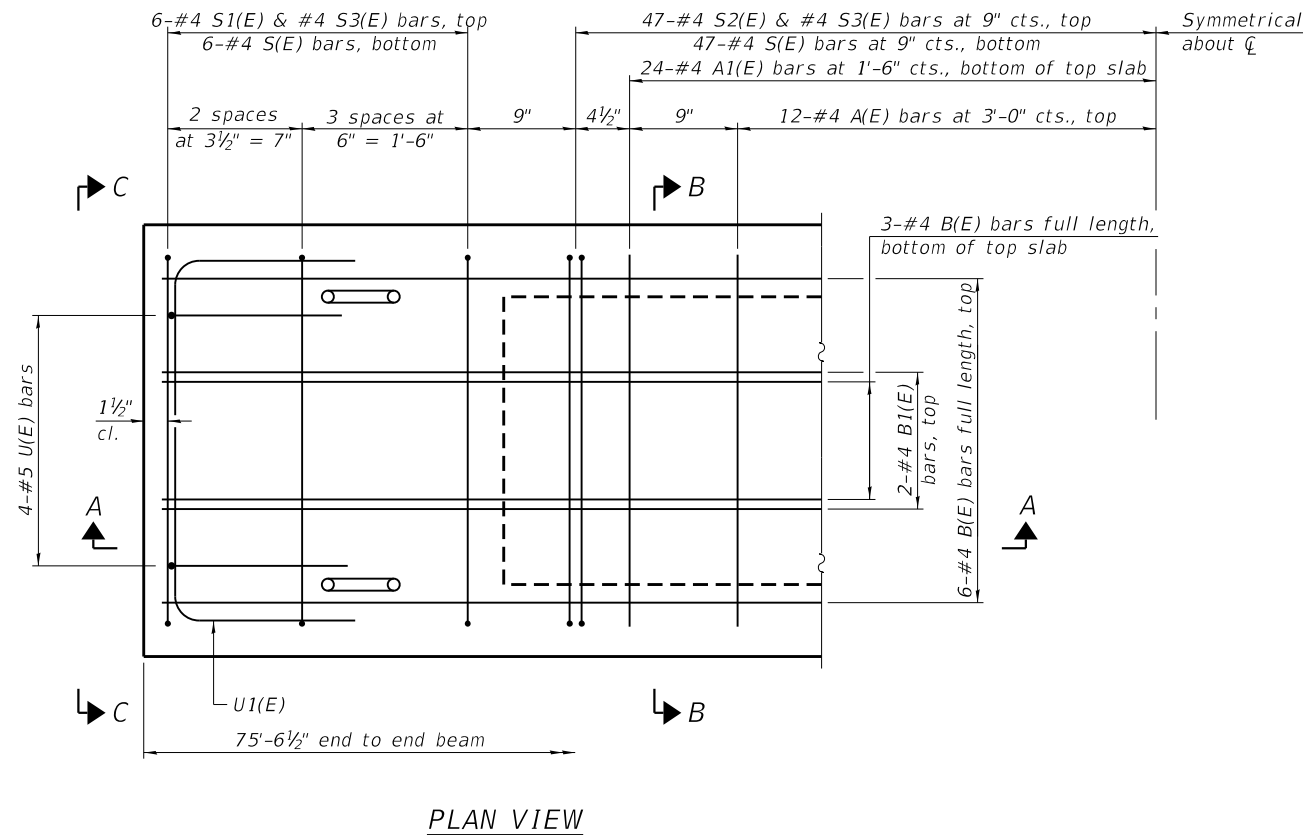 6-#4 S1(E) & #4 S3(E) bars, top
6-#4 S(E) bars, bottom
47-#4 S2(E) & #4 S3(E) bars at 9" cts., top
47-#4 S(E) bars at 9" cts., bottom
Symmetrical
about ℄
24-#4 A1(E) bars at 1'-6" cts., bottom of top slab
2 spaces
at 3½" = 7"
3 spaces at
6" = 1'-6"
9"
4½"
9"
12-#4 A(E) bars at 3'-0" cts., top
C
B
3-#4 B(E) bars full length,
bottom of top slab
4-#5 U(E) bars
1½"
cl.
2-#4 B1(E)
bars, top
6-#4 B(E) bars full length, top
A
A
U1(E)
C
B
75'-6½" end to end beam
PLAN VIEW